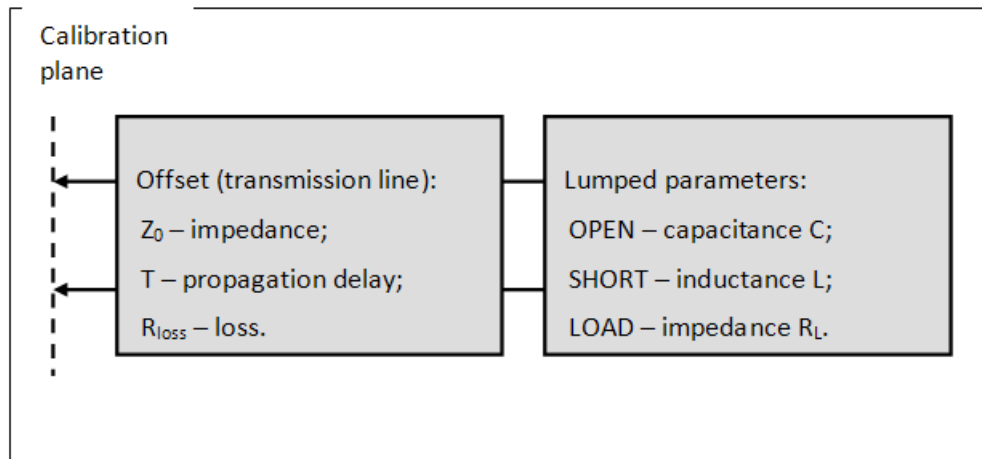 Calibration
plane
Offset (transmission line):
Z₀ – impedance;
T – propagation delay;
Rₗₒₛₛ – loss.
Lumped parameters:
OPEN – capacitance C;
SHORT – inductance L;
LOAD – impedance R_L.